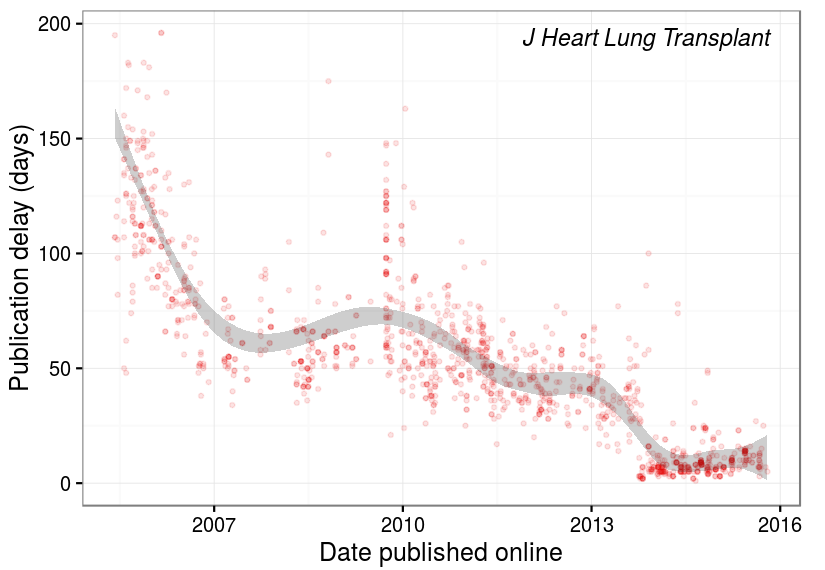 J Heart Lung Transplant
200
150
100
50
0
Publication delay (days)
2007 2010 2013 2016
Date published online